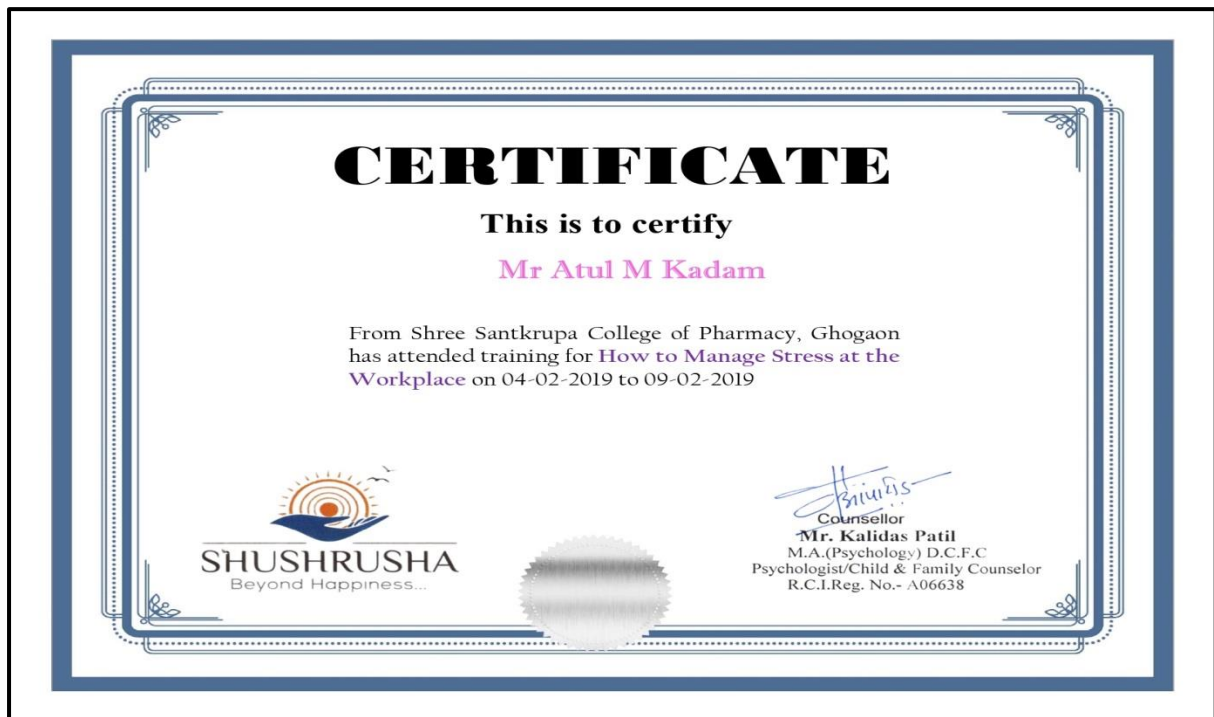 CERTIFICATE
This is to certify
Mr Atul M Kadam
From Shree Santkrupa College of Pharmacy, Ghogaon
has attended training for How to Manage Stress at the
Workplace on 04-02-2019 to 09-02-2019
SHUSHRUSHA
Beyond Happiness...
Counsellor
Mr. Kalidas Patil
M.A.(Psychology) D.C.F.C
Psychologist/Child & Family Counselor
R.C.I.Reg. No.- A06638